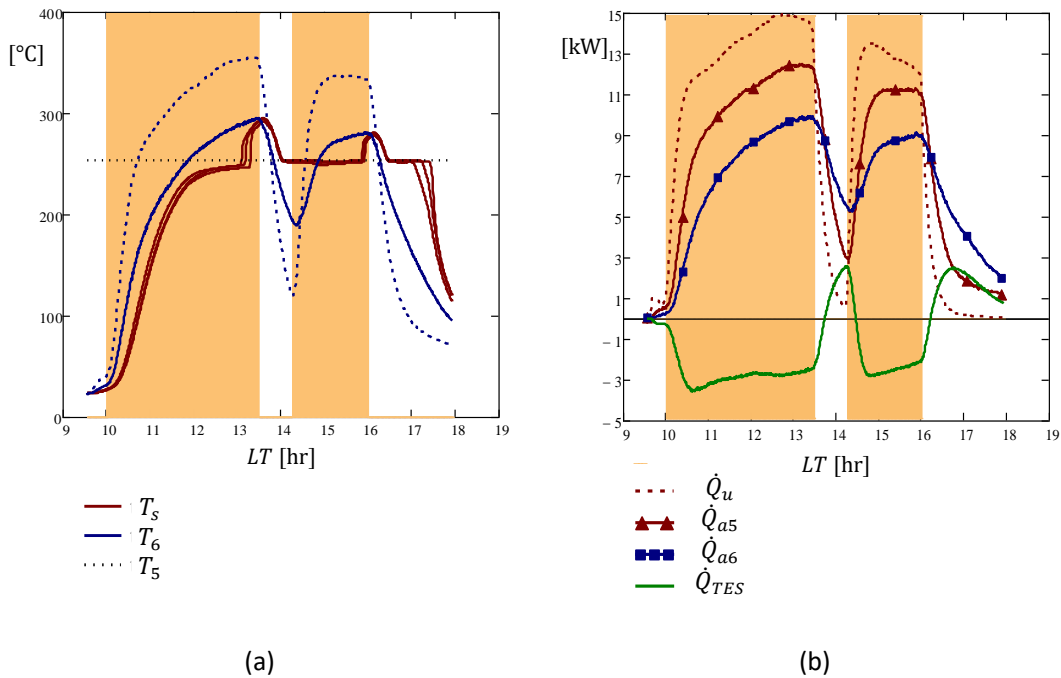 400
300
200
100
0
[°C]
9 10 11 12 13 14 15 16 17 18 19
LT [hr]
T_s
T_6
T_5
(a)
15
13
11
9
7
5
3
1
− 1
− 3
− 5
[kW]
9 10 11 12 13 14 15 16 17 18 19
LT [hr]
Q̇_u
Q̇_a5
Q̇_a6
Q̇_TES
(b)